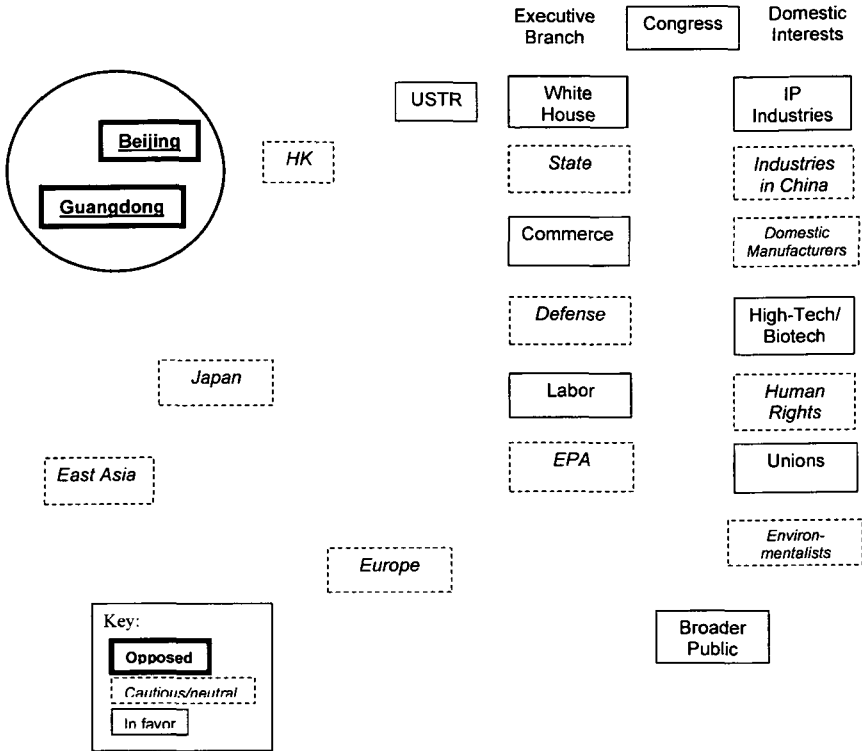 Executive
Branch
Congress
Domestic
Interests
USTR
White
House
IP
Industries
Beijing
HK
State
Industries
in China
Guangdong
Commerce
Domestic
Manufacturers
Defense
High-Tech/
Biotech
Japan
Labor
Human
Rights
East Asia
EPA
Unions
Environ-
mentalists
Europe
Key:
Opposed
Cautious/neutral
In favor
Broader
Public